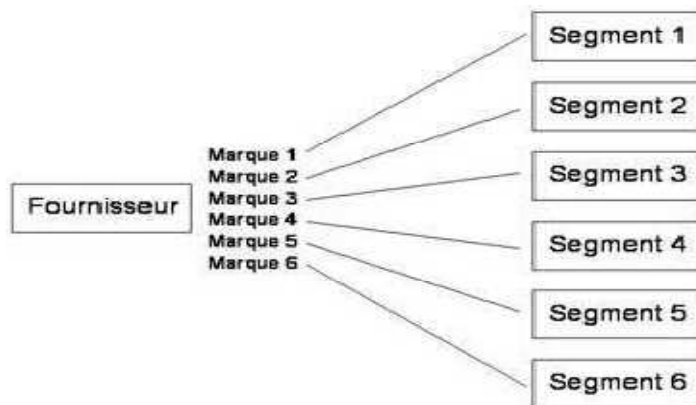 Fournisseur
Marque 1
Marque 2
Marque 3
Marque 4
Marque 5
Marque 6
Segment 1
Segment 2
Segment 3
Segment 4
Segment 5
Segment 6